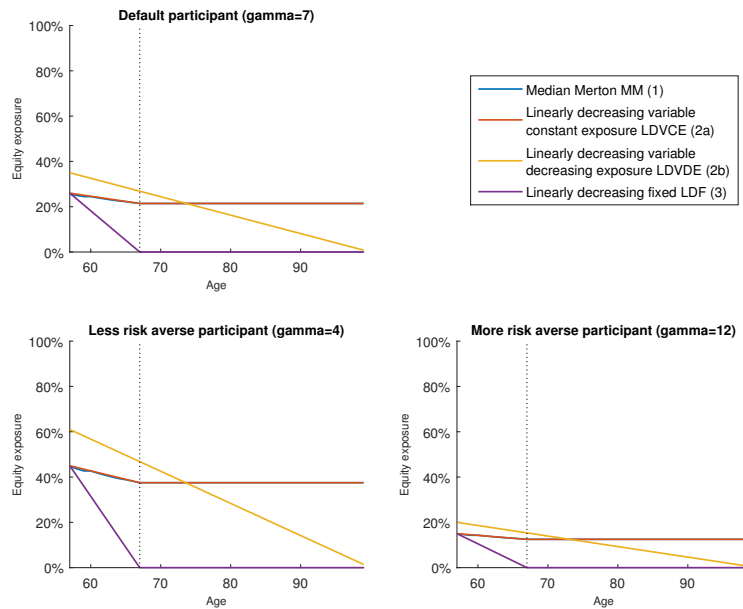 Default participant (gamma=7)
100%
80%
60%
40%
20%
0%
Equity exposure
60
70
80
90
Age
Median Merton MM (1)
Linearly decreasing variable
constant exposure LDVCE (2a)
Linearly decreasing variable
decreasing exposure LDVDE (2b)
Linearly decreasing fixed LDF (3)
Less risk averse participant (gamma=4)
100%
80%
60%
40%
20%
0%
Equity exposure
60
70
80
90
Age
More risk averse participant (gamma=12)
100%
80%
60%
40%
20%
0%
Equity exposure
60
70
80
90
Age